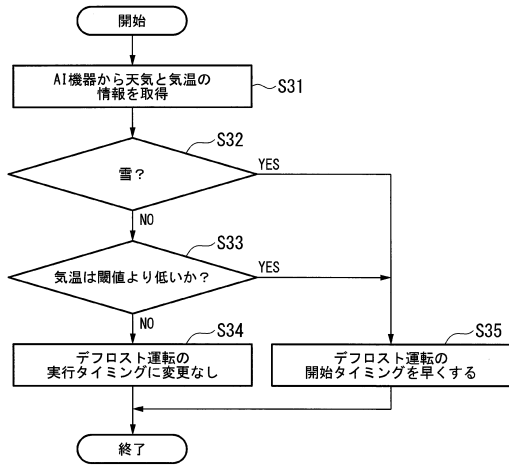 開始
AI機器から天気と気温の
情報を取得
S31
S32
雪？
YES
NO
S33
気温は閾値より低いか？
YES
NO
S34
デフロスト運転の
実行タイミングに変更なし
S35
デフロスト運転の
開始タイミングを早くする
終了